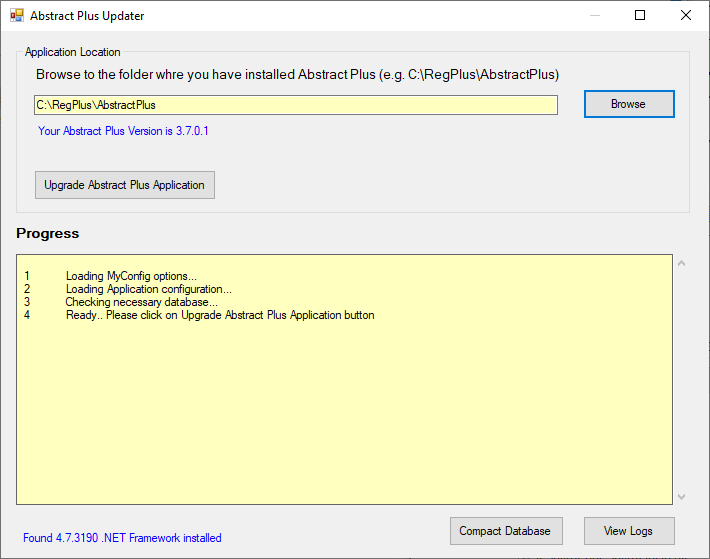 Abstract Plus Updater
Application Location
Browse to the folder whre you have installed Abstract Plus (e.g. C:\RegPlus\AbstractPlus)
C:\RegPlus\AbstractPlus
Browse
Your Abstract Plus Version is 3.7.0.1
Upgrade Abstract Plus Application
Progress
1 Loading MyConfig options...
2 Loading Application configuration...
3 Checking necessary database...
4 Ready.. Please click on Upgrade Abstract Plus Application button
Found 4.7.3190 .NET Framework installed
Compact Database
View Logs